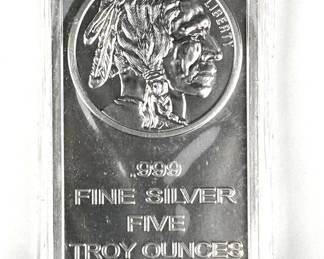 LIBERTY
.999
FINE SILVER
FIVE
TROY OUNCES